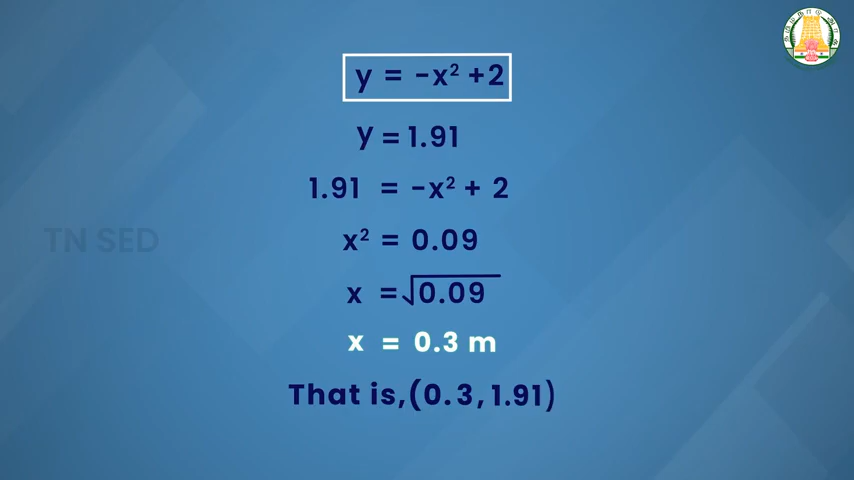 y = -x² +2
y = 1.91
1.91 = -x² + 2
TN SED
x² = 0.09
x = √0.09
x = 0.3 m
That is,(0.3,1.91)